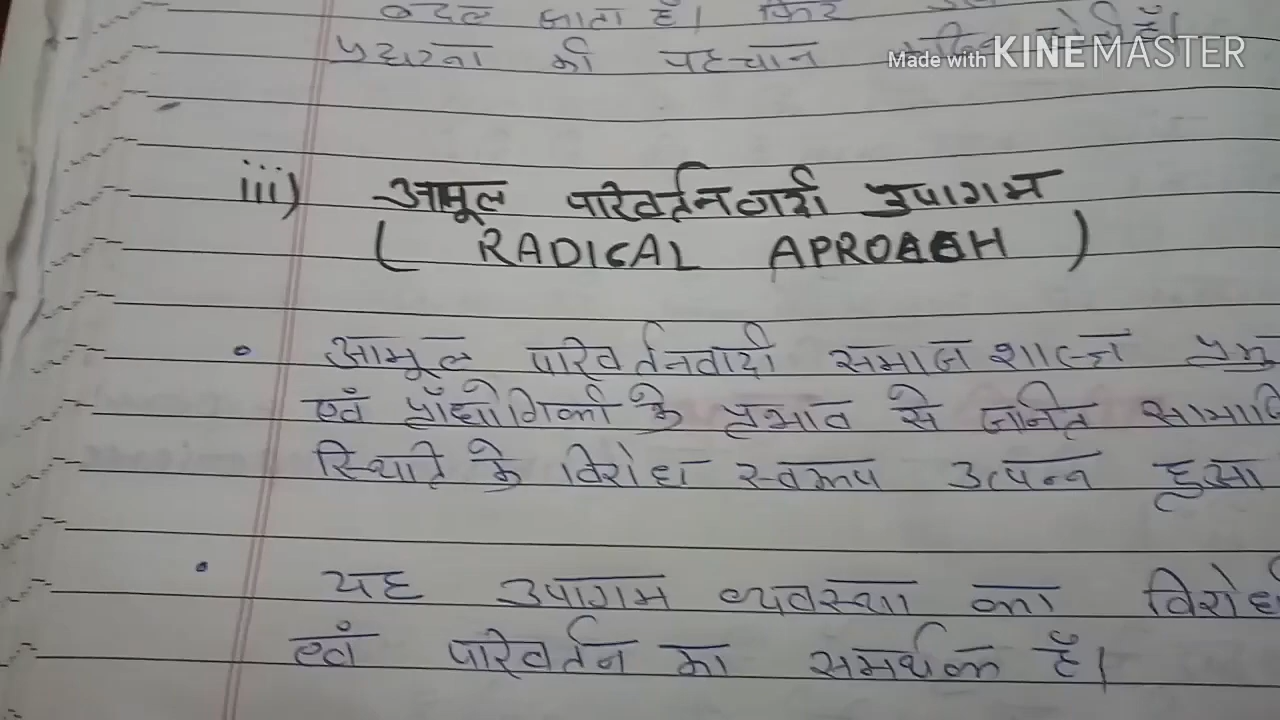 बदल जाता है। फिर
प्रघटना की पहचान
Made with KINEMASTER
iii) आमूल परिवर्तनवादी उपागम
( RADICAL APROACH )
• आमूल परिवर्तनवादी समाजशास्त्र
एवं प्रौद्योगिकी के प्रभाव से जनित सामाजि
स्थिति के विरोध स्वरूप उत्पन्न हुआ
• यह उपागम व्यवस्था का विरोध
एवं परिवर्तन का समर्थक है।